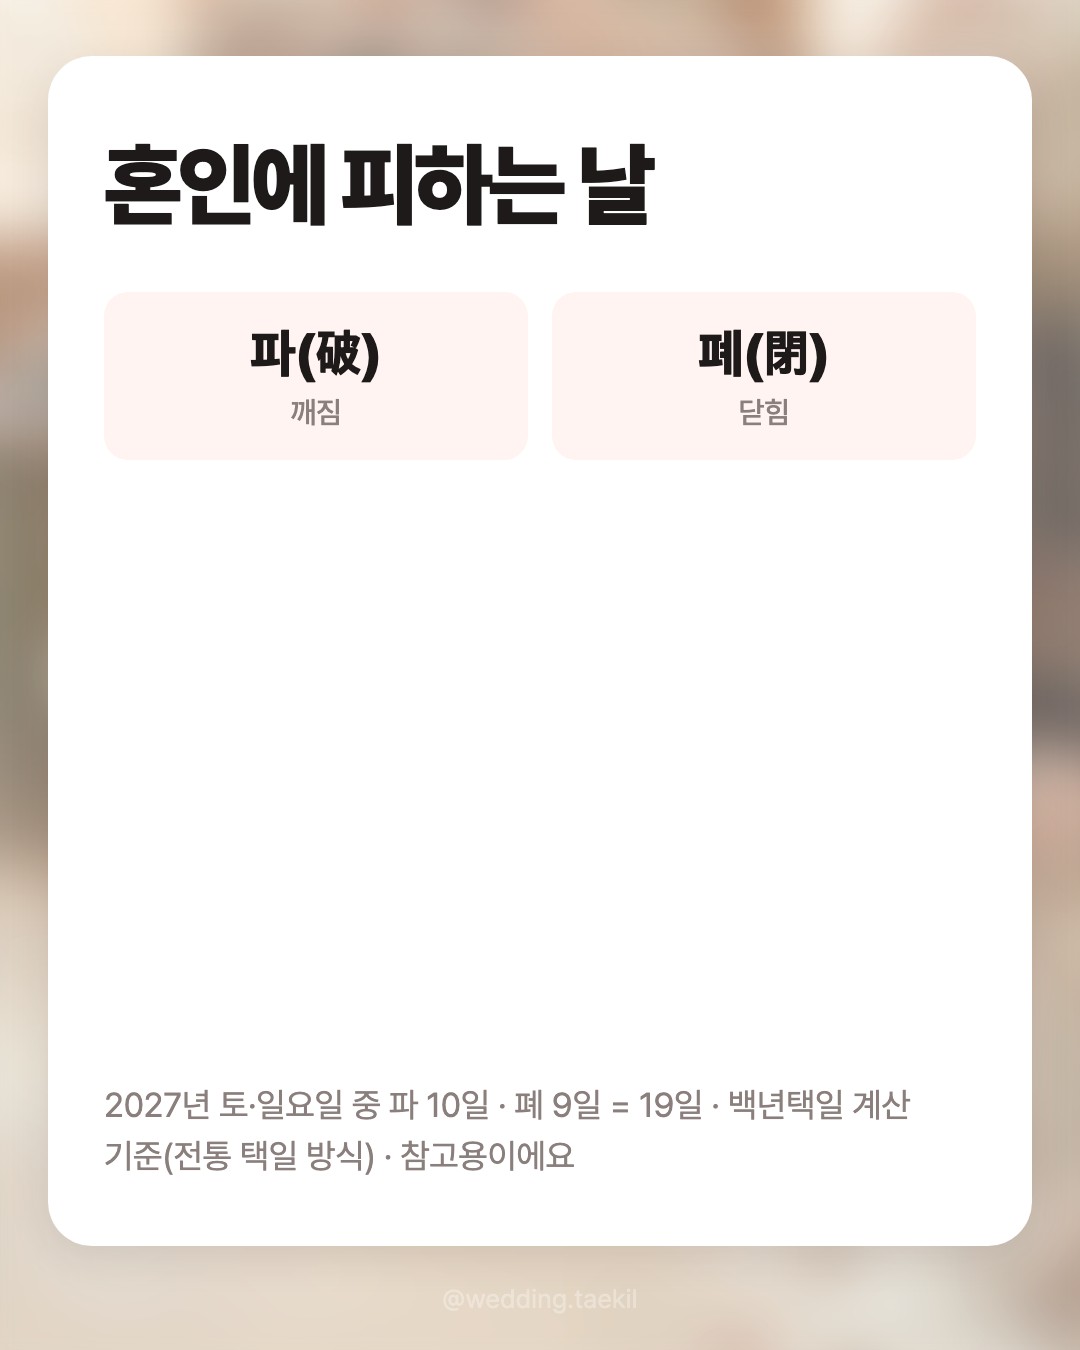 혼인에 피하는 날
파(破)
깨짐
폐(閉)
닫힘
2027년 토·일요일 중 파 10일 · 폐 9일 = 19일 · 백년택일 계산
기준(전통 택일 방식) · 참고용이에요
@wedding.taekil